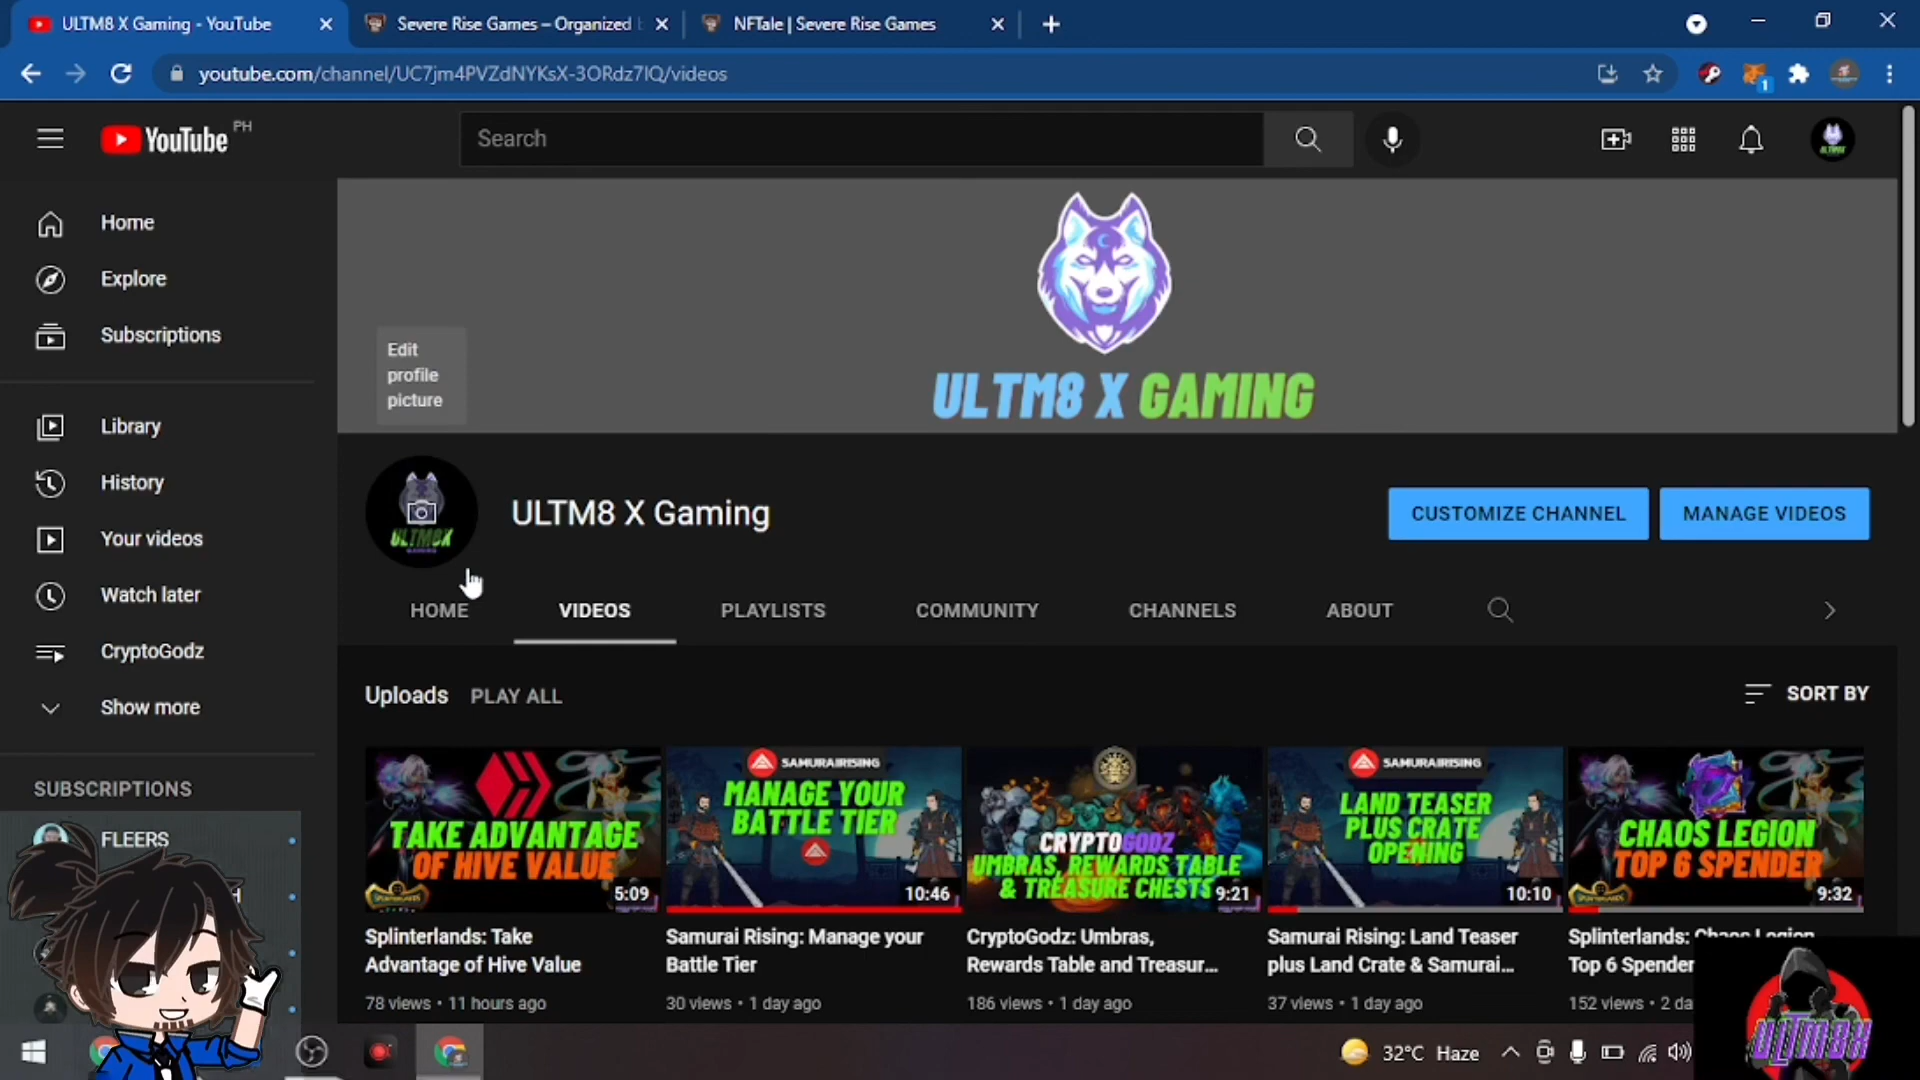 ULTM8 X Gaming - YouTube
Severe Rise Games – Organized
NFTale | Severe Rise Games
youtube.com/channel/UC7jm4PVZdNYKsX-3ORdz7lQ/videos
1
YouTube PH
Search
Home
Explore
Subscriptions
Library
History
Your videos
Watch later
CryptoGodz
Show more
SUBSCRIPTIONS
FLEERS
Edit
profile
picture
ULTM8 X GAMING
ULTM8X
ULTM8 X Gaming
CUSTOMIZE CHANNEL
MANAGE VIDEOS
HOME
VIDEOS
PLAYLISTS
COMMUNITY
CHANNELS
ABOUT
Uploads PLAY ALL
SORT BY
TAKE ADVANTAGE
OF HIVE VALUE
5:09
Splinterlands: Take
Advantage of Hive Value
78 views • 11 hours ago
SAMURAIRISING
MANAGE YOUR
BATTLE TIER
10:46
Samurai Rising: Manage your
Battle Tier
30 views • 1 day ago
CRYPTOGODZ
UMBRAS, REWARDS TABLE
& TREASURE CHESTS
9:21
CryptoGodz: Umbras,
Rewards Table and Treasur...
186 views • 1 day ago
SAMURAIRISING
LAND TEASER
PLUS CRATE
OPENING
10:10
Samurai Rising: Land Teaser
plus Land Crate & Samurai...
37 views • 1 day ago
CHAOS LEGION
TOP 6 SPENDER
9:32
Splinterlands: Chaos Legion
Top 6 Spender
152 views • 2 da
32°C Haze
ULTM8X